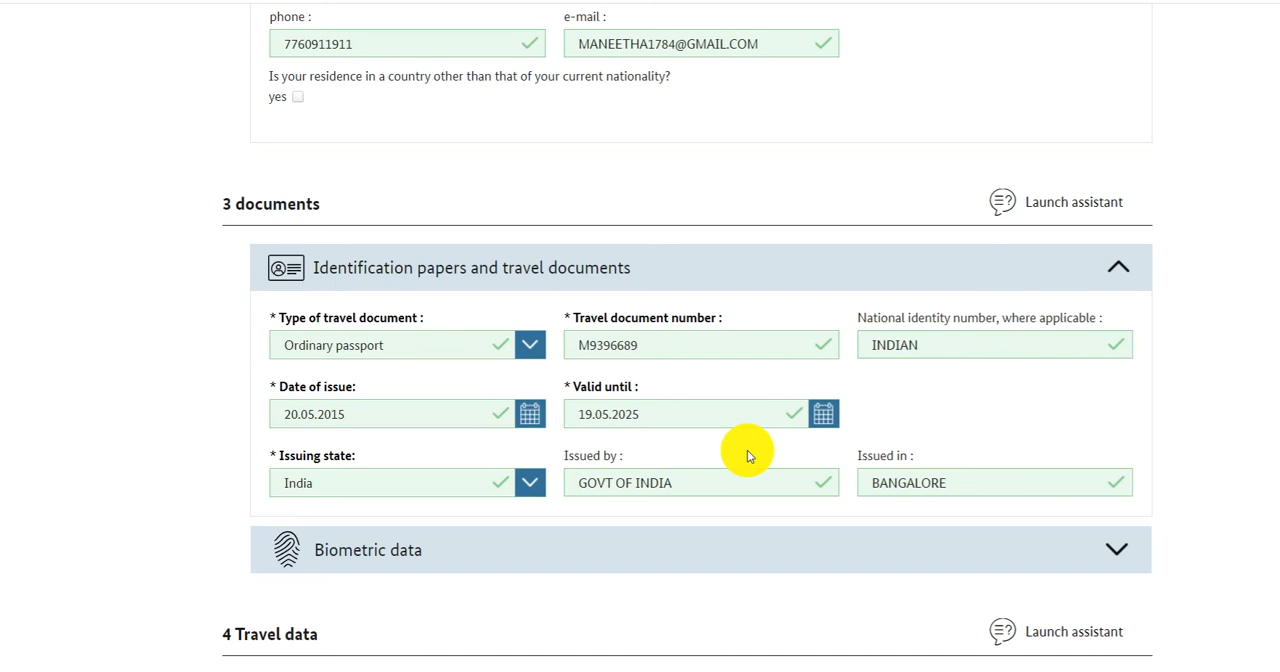 phone :
e-mail :
7760911911
MANEETHA1784@GMAIL.COM
Is your residence in a country other than that of your current nationality?
yes
3 documents
Launch assistant
Identification papers and travel documents
* Type of travel document :
* Travel document number :
National identity number, where applicable :
Ordinary passport
M9396689
INDIAN
* Date of issue:
* Valid until :
20.05.2015
19.05.2025
* Issuing state:
Issued by :
Issued in :
India
GOVT OF INDIA
BANGALORE
Biometric data
4 Travel data
Launch assistant